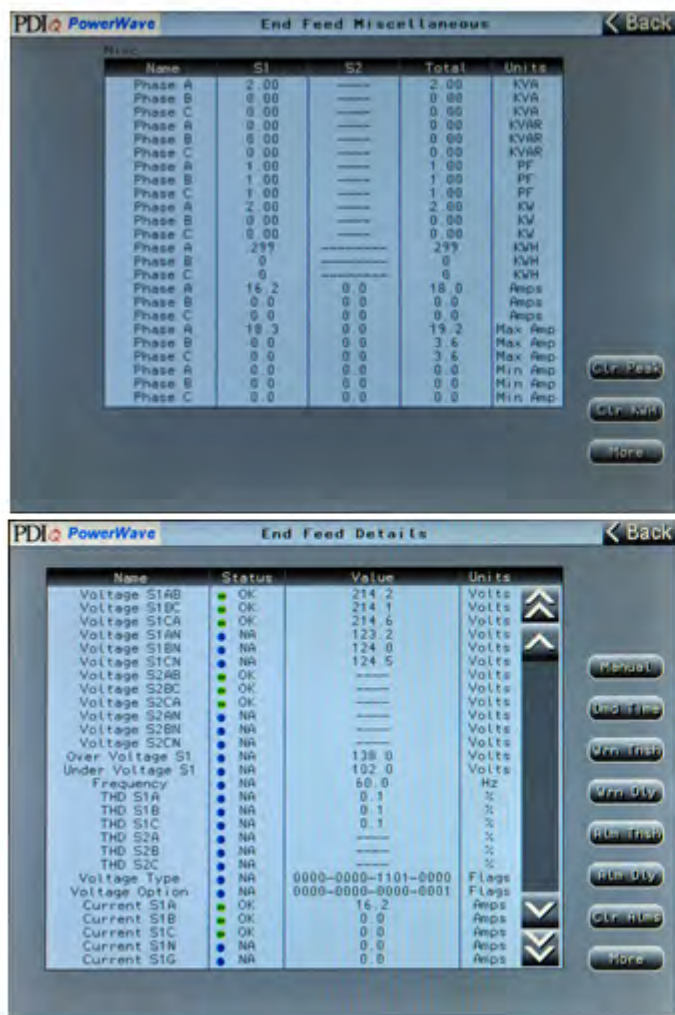 PDI PowerWave End Feed Miscellaneous < Back
Misc
Name S1 S2 Total Units
Phase A 2.00 ---- 2.00 KVA
Phase B 0.00 ---- 0.00 KVA
Phase C 0.00 ---- 0.00 KVA
Phase A 0.00 ---- 0.00 KVAR
Phase B 0.00 ---- 0.00 KVAR
Phase C 0.00 ---- 0.00 KVAR
Phase A 1.00 ---- 1.00 PF
Phase B 1.00 ---- 1.00 PF
Phase C 1.00 ---- 1.00 PF
Phase A 2.00 ---- 2.00 KW
Phase B 0.00 ---- 0.00 KW
Phase C 0.00 ---- 0.00 KW
Phase A 299 --------- 299 KWH
Phase B 0 --------- 0 KWH
Phase C 0 --------- 0 KWH
Phase A 16.2 0.0 18.0 Amps
Phase B 0.0 0.0 0.0 Amps
Phase C 0.0 0.0 0.0 Amps
Phase A 18.3 0.0 19.2 Max Amp
Phase B 0.0 0.0 3.6 Max Amp
Phase C 0.0 0.0 3.6 Max Amp
Phase A 0.0 0.0 0.0 Min Amp
Phase B 0.0 0.0 0.0 Min Amp
Phase C 0.0 0.0 0.0 Min Amp
Clr Peak
Clr KWH
More
PDI PowerWave End Feed Details < Back
Name Status Value Units
Voltage S1AB OK 214.2 Volts
Voltage S1BC OK 214.1 Volts
Voltage S1CA OK 214.6 Volts
Voltage S1AN NA 123.2 Volts
Voltage S1BN NA 124.0 Volts
Voltage S1CN NA 124.5 Volts
Voltage S2AB OK ---- Volts
Voltage S2BC OK ---- Volts
Voltage S2CA OK ---- Volts
Voltage S2AN NA ---- Volts
Voltage S2BN NA ---- Volts
Voltage S2CN NA ---- Volts
Over Voltage S1 NA 138.0 Volts
Under Voltage S1 NA 102.0 Volts
Frequency NA 60.0 Hz
THD S1A NA 0.1 %
THD S1B NA 0.1 %
THD S1C NA 0.1 %
THD S2A NA ---- %
THD S2B NA ---- %
THD S2C NA ---- %
Voltage Type NA 0000-0000-1101-0000 Flags
Voltage Option NA 0000-0000-0000-0001 Flags
Current S1A OK 16.2 Amps
Current S1B OK 0.0 Amps
Current S1C OK 0.0 Amps
Current S1N NA 0.0 Amps
Current S1G NA 0.0 Amps
Manual
Dmd Time
Wrn Thsh
Wrn Dly
Alm Thsh
Alm Dly
Clr Alms
More